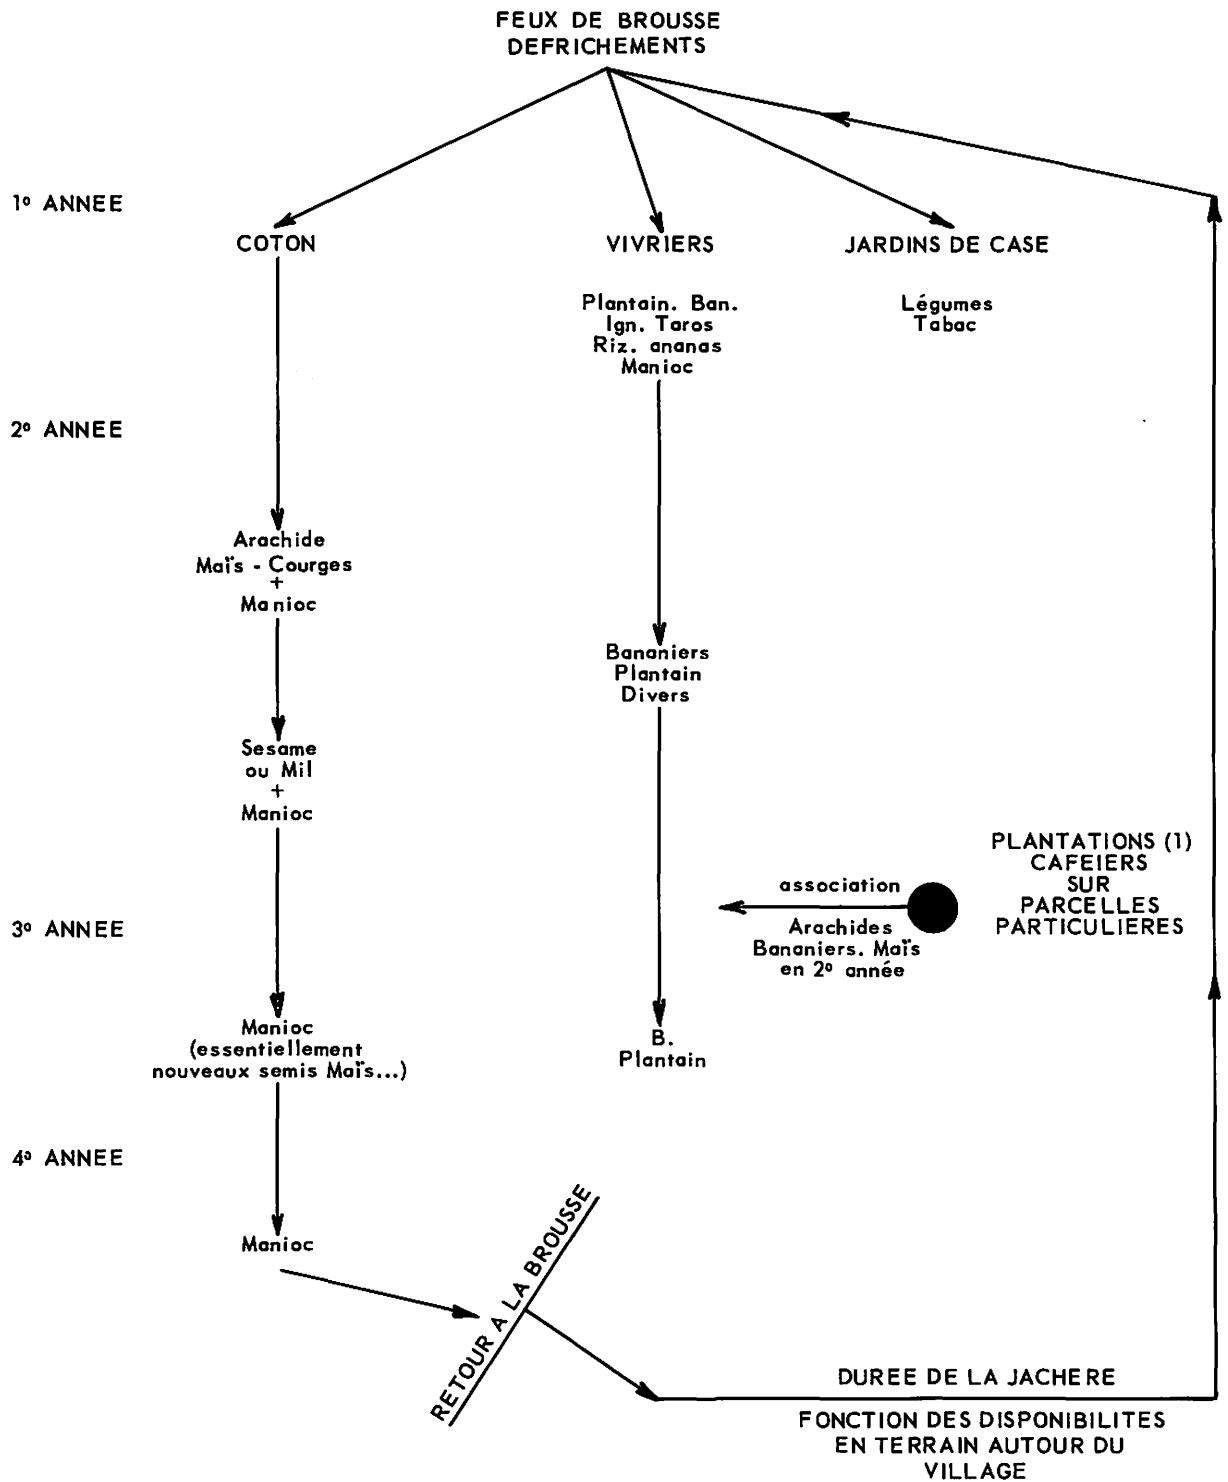 FEUX DE BROUSSE
DEFRICHEMENTS
1° ANNEE
COTON
VIVRIERS
JARDINS DE CASE
Plantain. Ban.
Ign. Taros
Riz. ananas
Manioc
Légumes
Tabac
2° ANNEE
Arachide
Maïs - Courges
+
Manioc
Bananiers
Plantain
Divers
Sesame
ou Mil
+
Manioc
PLANTATIONS (1)
CAFEIERS
SUR
PARCELLES
PARTICULIERES
association
Arachides
Bananiers. Maïs
en 2° année
3° ANNEE
Manioc
(essentiellement
nouveaux semis Maïs...)
B.
Plantain
4° ANNEE
Manioc
RETOUR A LA BROUSSE
DUREE DE LA JACHERE
FONCTION DES DISPONIBILITES
EN TERRAIN AUTOUR DU
VILLAGE